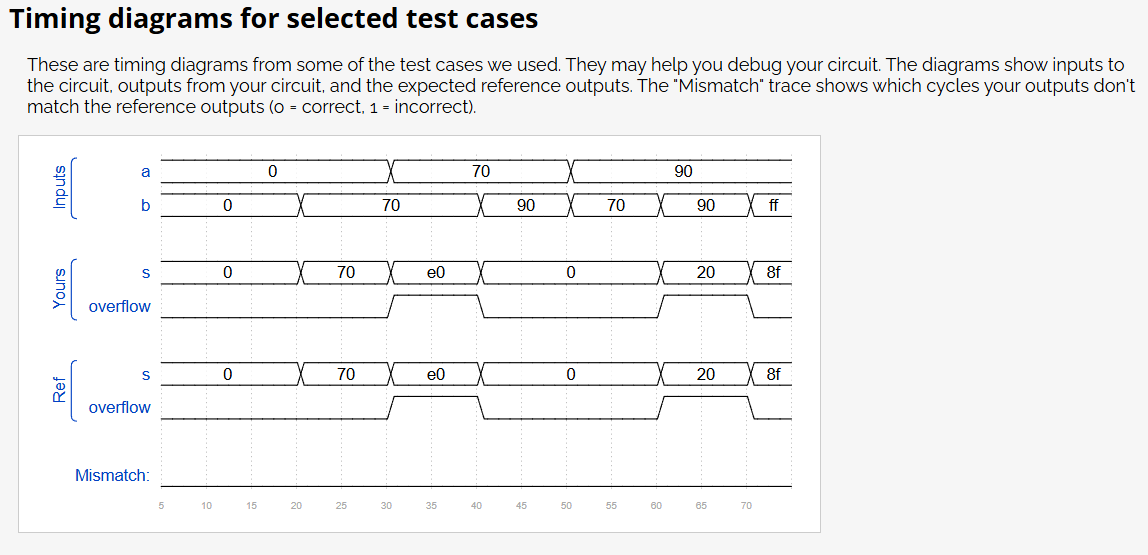 Timing diagrams for selected test cases
These are timing diagrams from some of the test cases we used. They may help you debug your circuit. The diagrams show inputs to
the circuit, outputs from your circuit, and the expected reference outputs. The "Mismatch" trace shows which cycles your outputs don't
match the reference outputs (0 = correct, 1 = incorrect).
Inputs
a 0 70 90
b 0 70 90 70 90 ff
Yours
s 0 70 e0 0 20 8f
overflow
Ref
s 0 70 e0 0 20 8f
overflow
Mismatch:
5 10 15 20 25 30 35 40 45 50 55 60 65 70